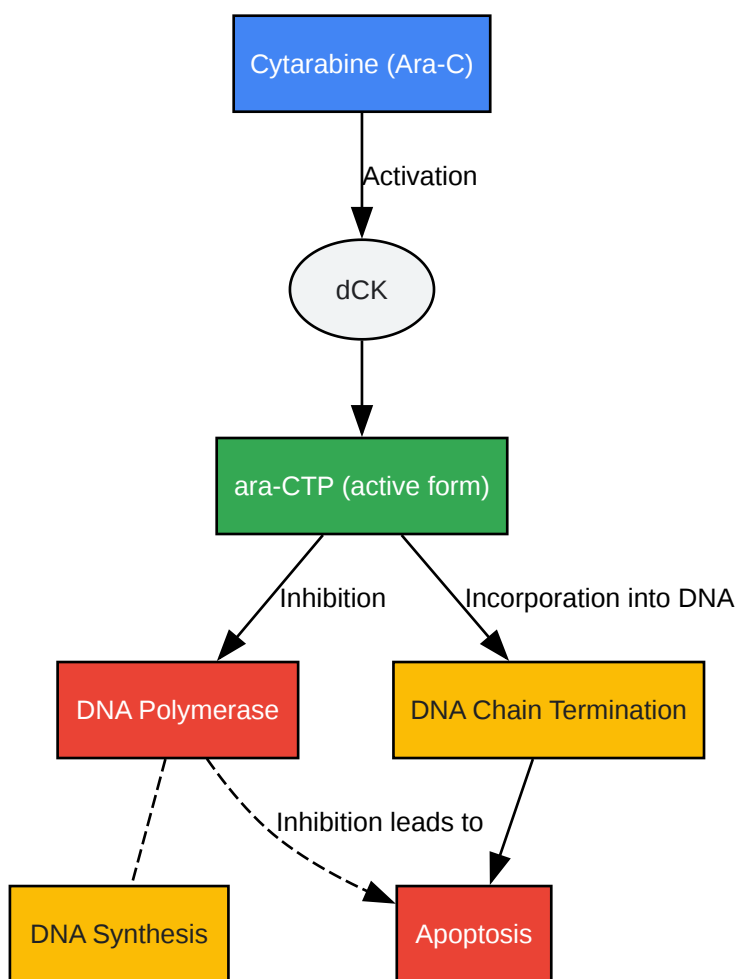 Cytarabine (Ara-C)
Activation
dCK
ara-CTP (active form)
Inhibition
Incorporation into DNA
DNA Polymerase
DNA Chain Termination
Inhibition leads to
DNA Synthesis
Apoptosis